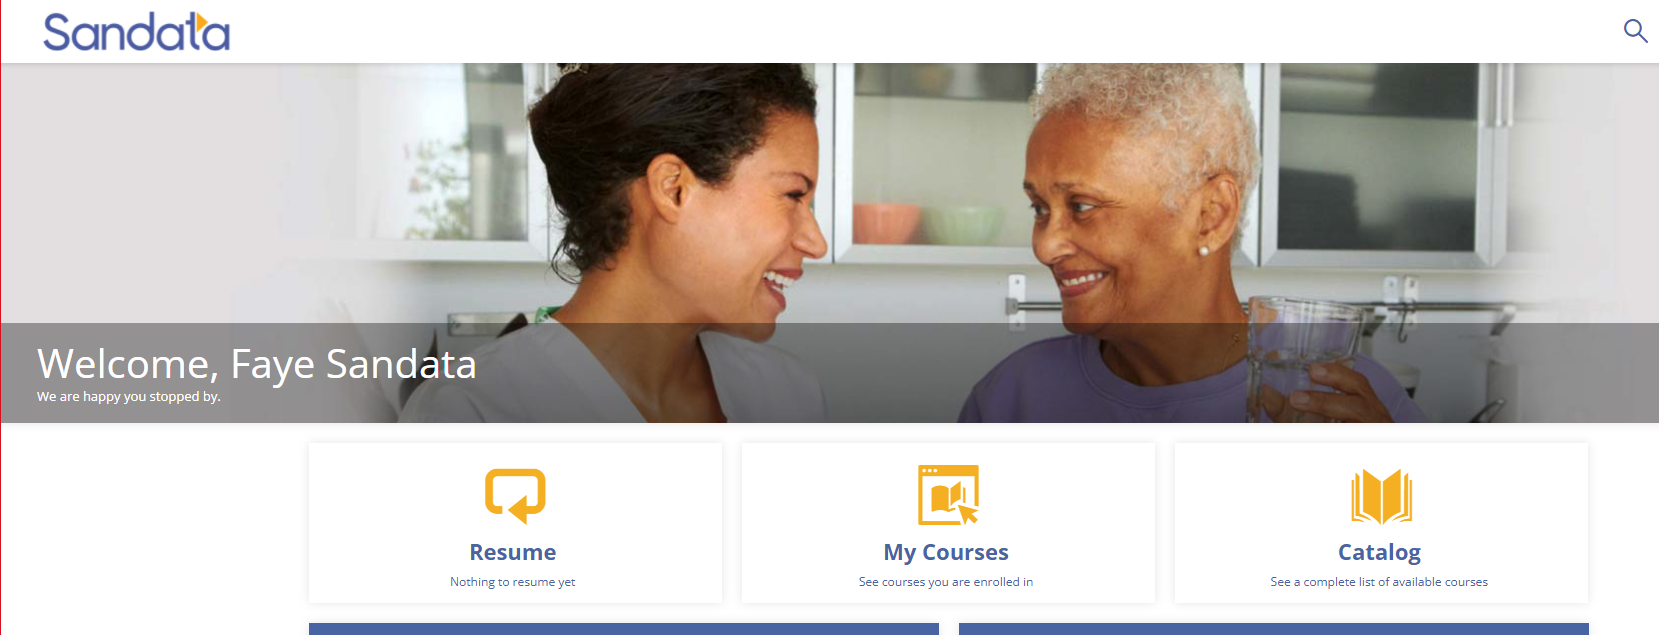 Sandata
Welcome, Faye Sandata
We are happy you stopped by.
Resume
Nothing to resume yet
My Courses
See courses you are enrolled in
Catalog
See a complete list of available courses